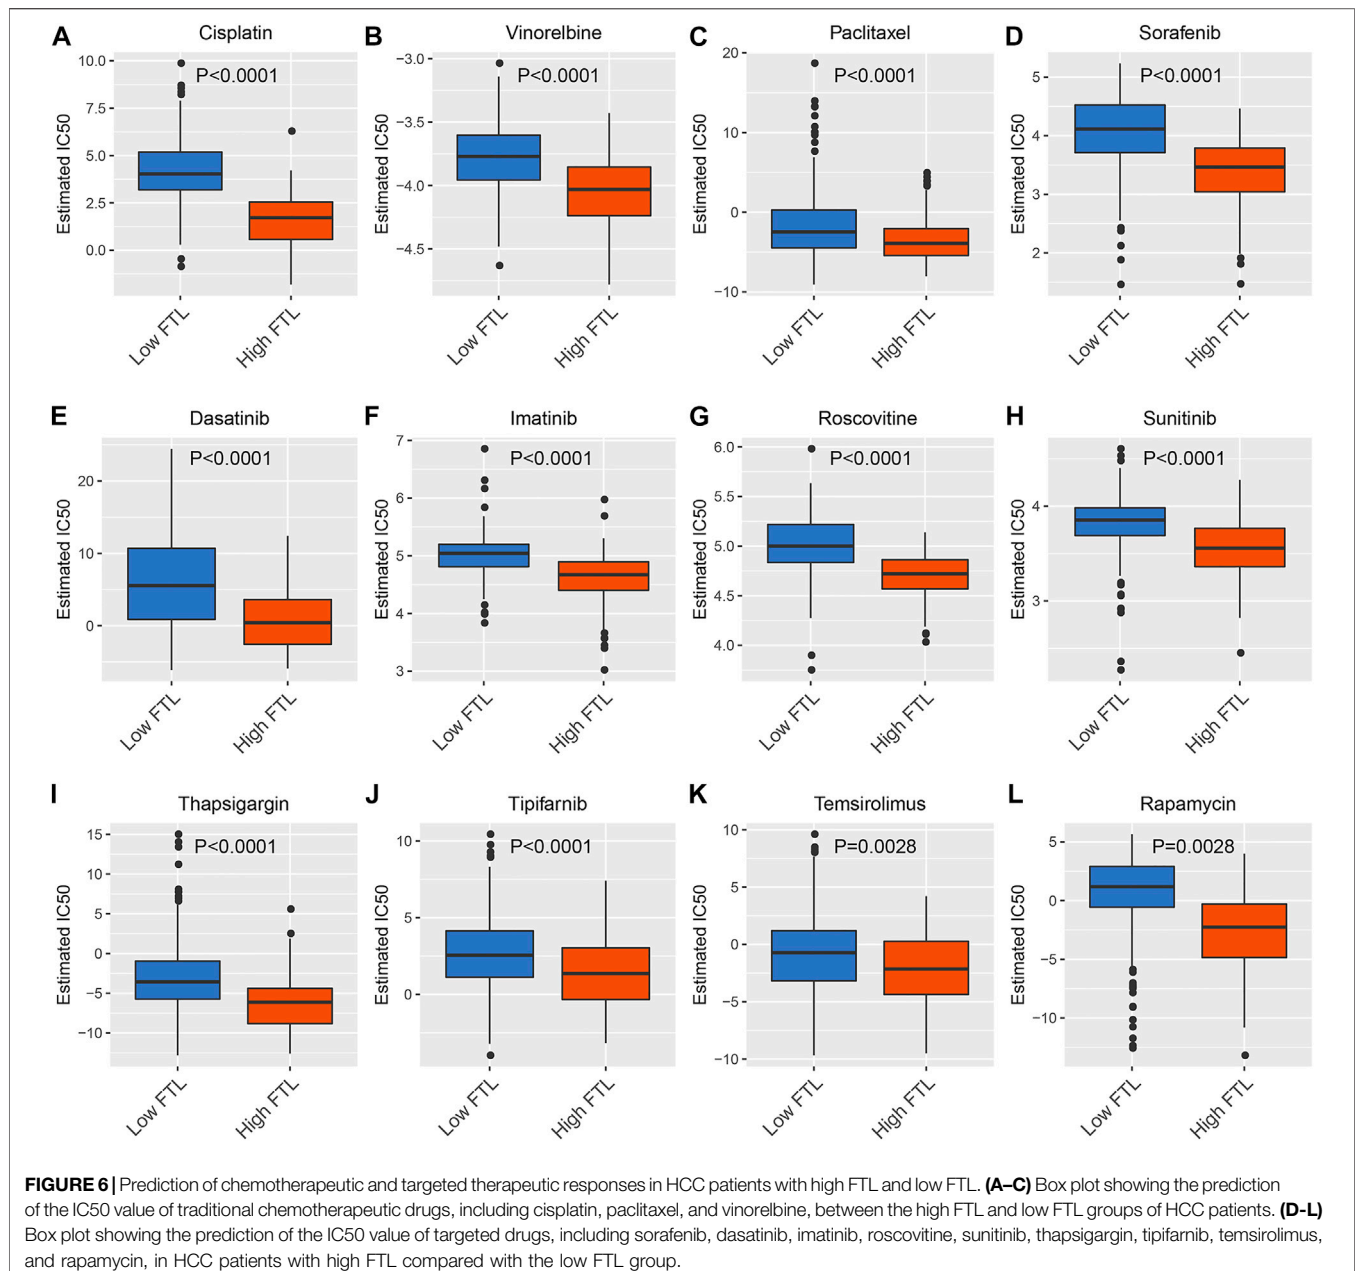 A Cisplatin
P<0.0001
Estimated IC50
10.0
7.5
5.0
2.5
0.0
Low FTL
High FTL
B Vinorelbine
P<0.0001
Estimated IC50
−3.0
−3.5
−4.0
−4.5
Low FTL
High FTL
C Paclitaxel
P<0.0001
Estimated IC50
20
10
0
−10
Low FTL
High FTL
D Sorafenib
P<0.0001
Estimated IC50
5
4
3
2
Low FTL
High FTL
E Dasatinib
P<0.0001
Estimated IC50
20
10
0
Low FTL
High FTL
F Imatinib
P<0.0001
Estimated IC50
7
6
5
4
3
Low FTL
High FTL
G Roscovitine
P<0.0001
Estimated IC50
6.0
5.5
5.0
4.5
4.0
Low FTL
High FTL
H Sunitinib
P<0.0001
Estimated IC50
4
3
Low FTL
High FTL
I Thapsigargin
P<0.0001
Estimated IC50
15
10
5
0
−5
−10
Low FTL
High FTL
J Tipifarnib
P<0.0001
Estimated IC50
10
5
0
Low FTL
High FTL
K Temsirolimus
P=0.0028
Estimated IC50
10
5
0
−5
−10
Low FTL
High FTL
L Rapamycin
P=0.0028
Estimated IC50
5
0
−5
−10
Low FTL
High FTL
FIGURE 6 | Prediction of chemotherapeutic and targeted therapeutic responses in HCC patients with high FTL and low FTL. (A–C) Box plot showing the prediction
of the IC50 value of traditional chemotherapeutic drugs, including cisplatin, paclitaxel, and vinorelbine, between the high FTL and low FTL groups of HCC patients. (D-L)
Box plot showing the prediction of the IC50 value of targeted drugs, including sorafenib, dasatinib, imatinib, roscovitine, sunitinib, thapsigargin, tipifarnib, temsirolimus,
and rapamycin, in HCC patients with high FTL compared with the low FTL group.